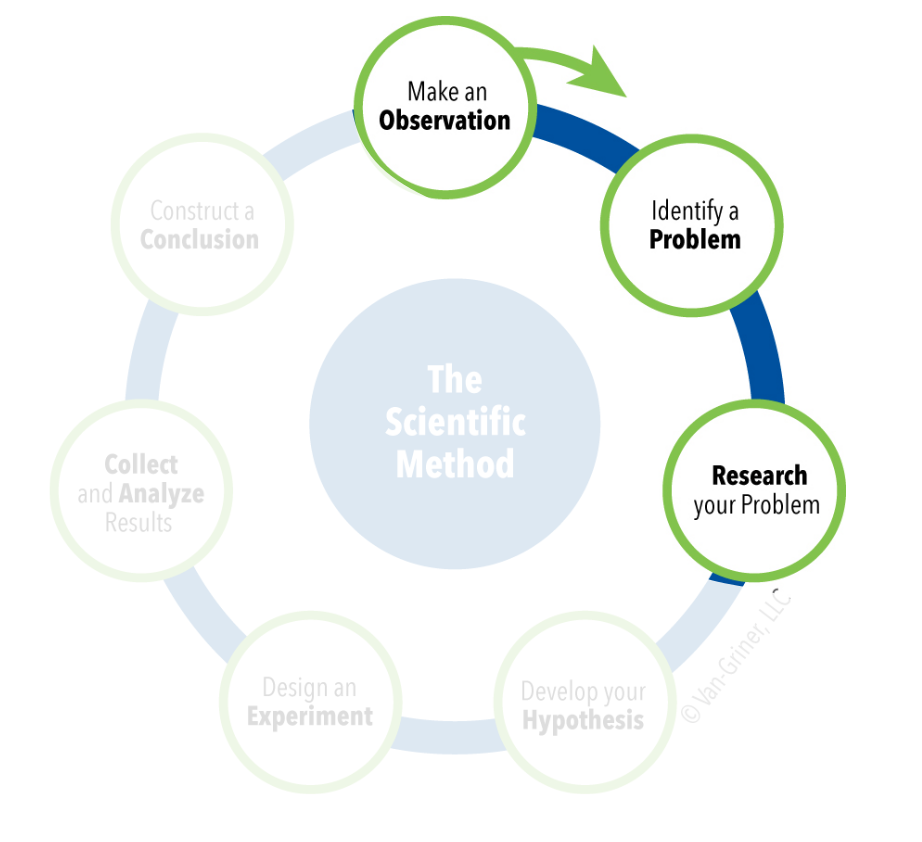 Make an
Observation
Identify a
Problem
Research
your Problem
Develop your
Hypothesis
Design an
Experiment
Collect
and Analyze
Results
Construct a
Conclusion
The
Scientific
Method
© Van-Griner, LLC